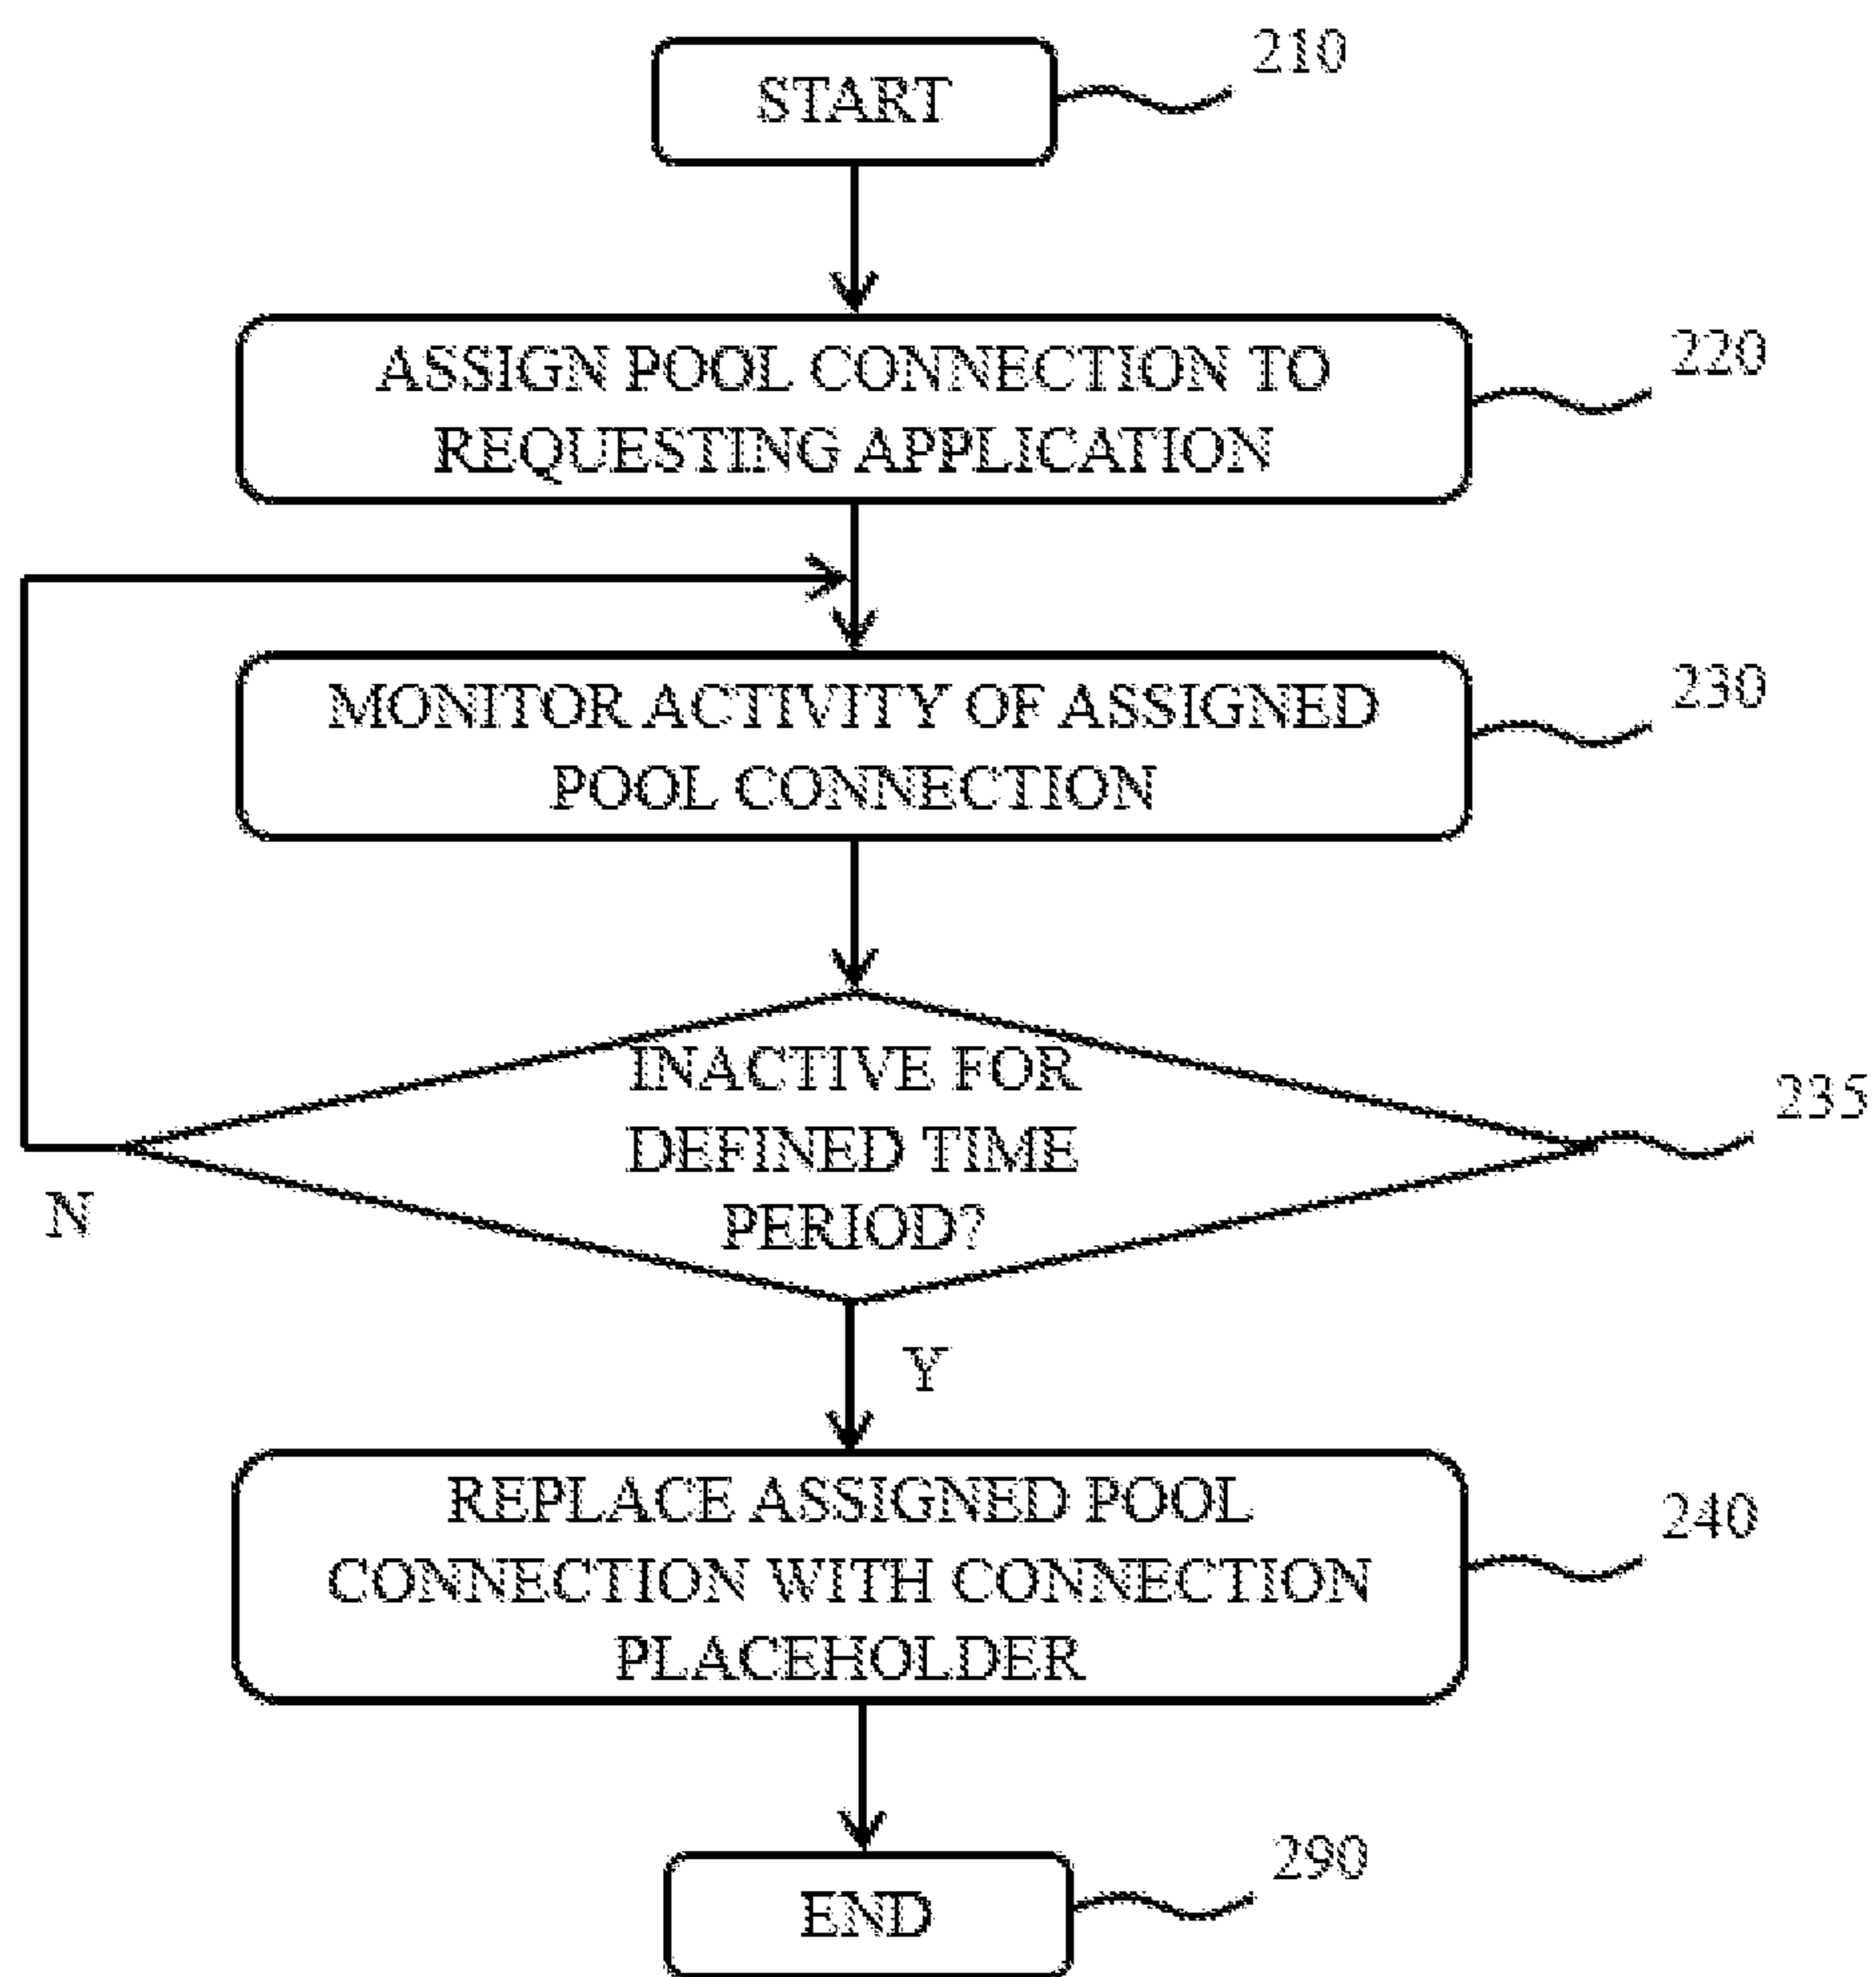 START
210
ASSIGN POOL CONNECTION TO
REQUESTING APPLICATION
220
MONITOR ACTIVITY OF ASSIGNED
POOL CONNECTION
230
INACTIVE FOR
DEFINED TIME
PERIOD?
235
N
Y
REPLACE ASSIGNED POOL
CONNECTION WITH CONNECTION
PLACEHOLDER
240
END
290